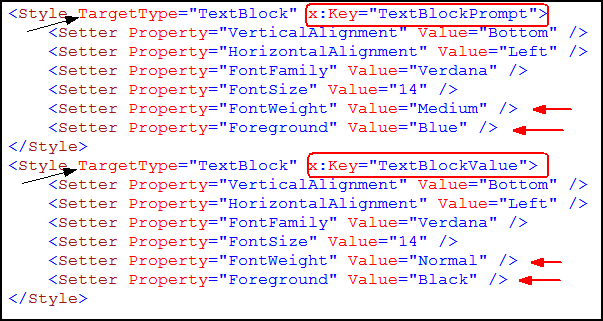 <Style TargetType="TextBlock" x:Key="TextBlockPrompt">
<Setter Property="VerticalAlignment" Value="Bottom" />
<Setter Property="HorizontalAlignment" Value="Left" />
<Setter Property="FontFamily" Value="Verdana" />
<Setter Property="FontSize" Value="14" />
<Setter Property="FontWeight" Value="Medium" />
<Setter Property="Foreground" Value="Blue" />
</Style>
<Style TargetType="TextBlock" x:Key="TextBlockValue">
<Setter Property="VerticalAlignment" Value="Bottom" />
<Setter Property="HorizontalAlignment" Value="Left" />
<Setter Property="FontFamily" Value="Verdana" />
<Setter Property="FontSize" Value="14" />
<Setter Property="FontWeight" Value="Normal" />
<Setter Property="Foreground" Value="Black" />
</Style>